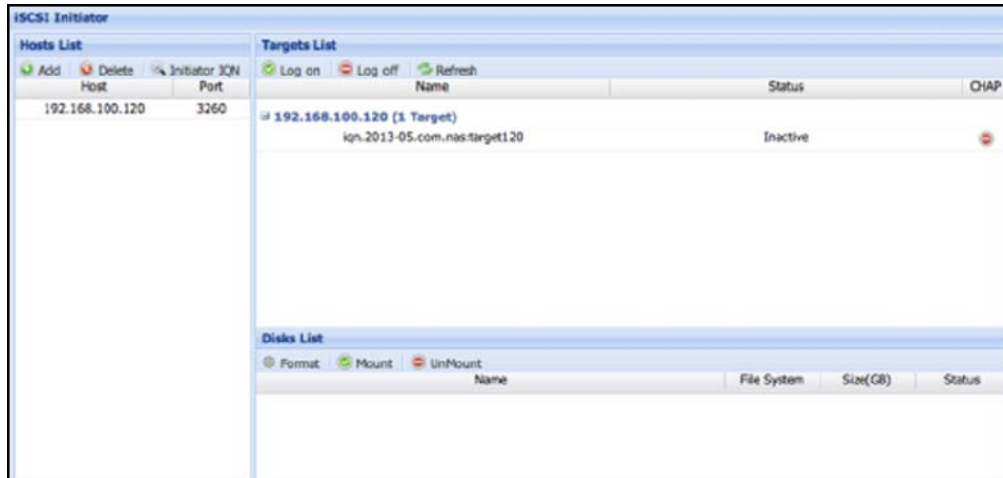 iSCSI Initiator
Hosts List
Add Delete Initiator IQN
Host Port
192.168.100.120 3260
Targets List
Log on Log off Refresh
Name Status CHAP
192.168.100.120 (1 Target)
iqn.2013-05.com.nas:target120 Inactive
Disks List
Format Mount UnMount
Name File System Size(GB) Status